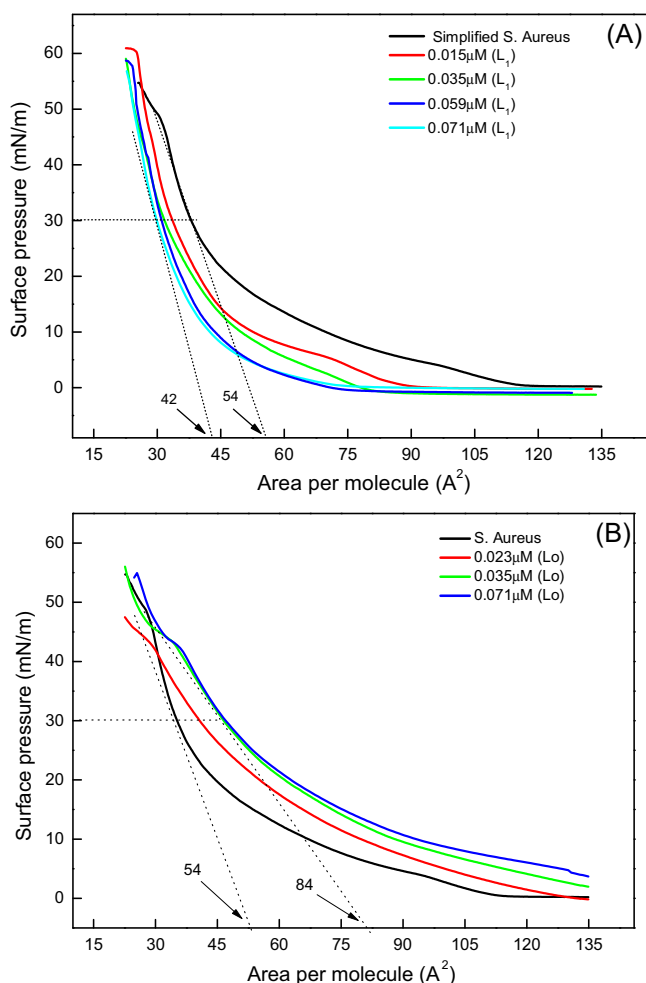 (A)
Simplified S. Aureus
0.015μM (L₁)
0.035μM (L₁)
0.059μM (L₁)
0.071μM (L₁)
60
50
40
30
20
10
0
Surface pressure (mN/m)
42
54
15 30 45 60 75 90 105 120 135
Area per molecule (A²)
(B)
S. Aureus
0.023μM (Lo)
0.035μM (Lo)
0.071μM (Lo)
60
50
40
30
20
10
0
Surface pressure (mN/m)
54
84
15 30 45 60 75 90 105 120 135
Area per molecule (A²)